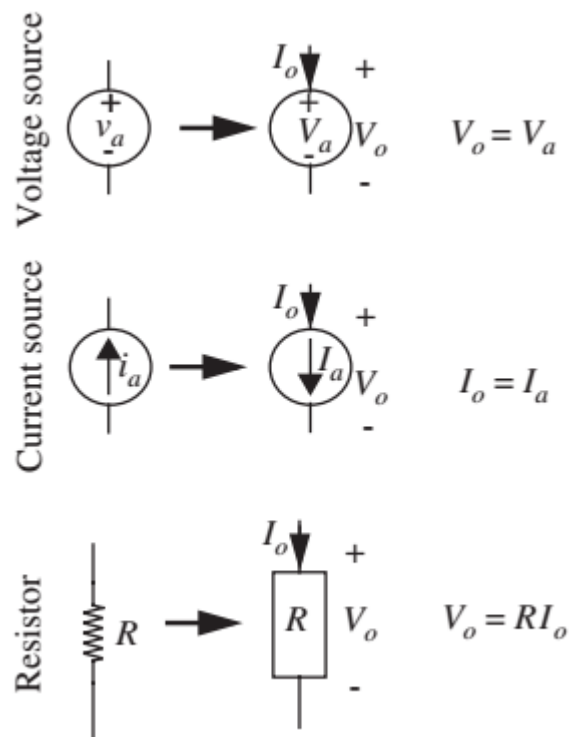 Voltage source
+
v_a
-
I_o
+
V_a
-
+
V_o
-
V_o = V_a
Current source
i_a
I_o
I_a
+
V_o
-
I_o = I_a
Resistor
R
I_o
R
+
V_o
-
V_o = RI_o